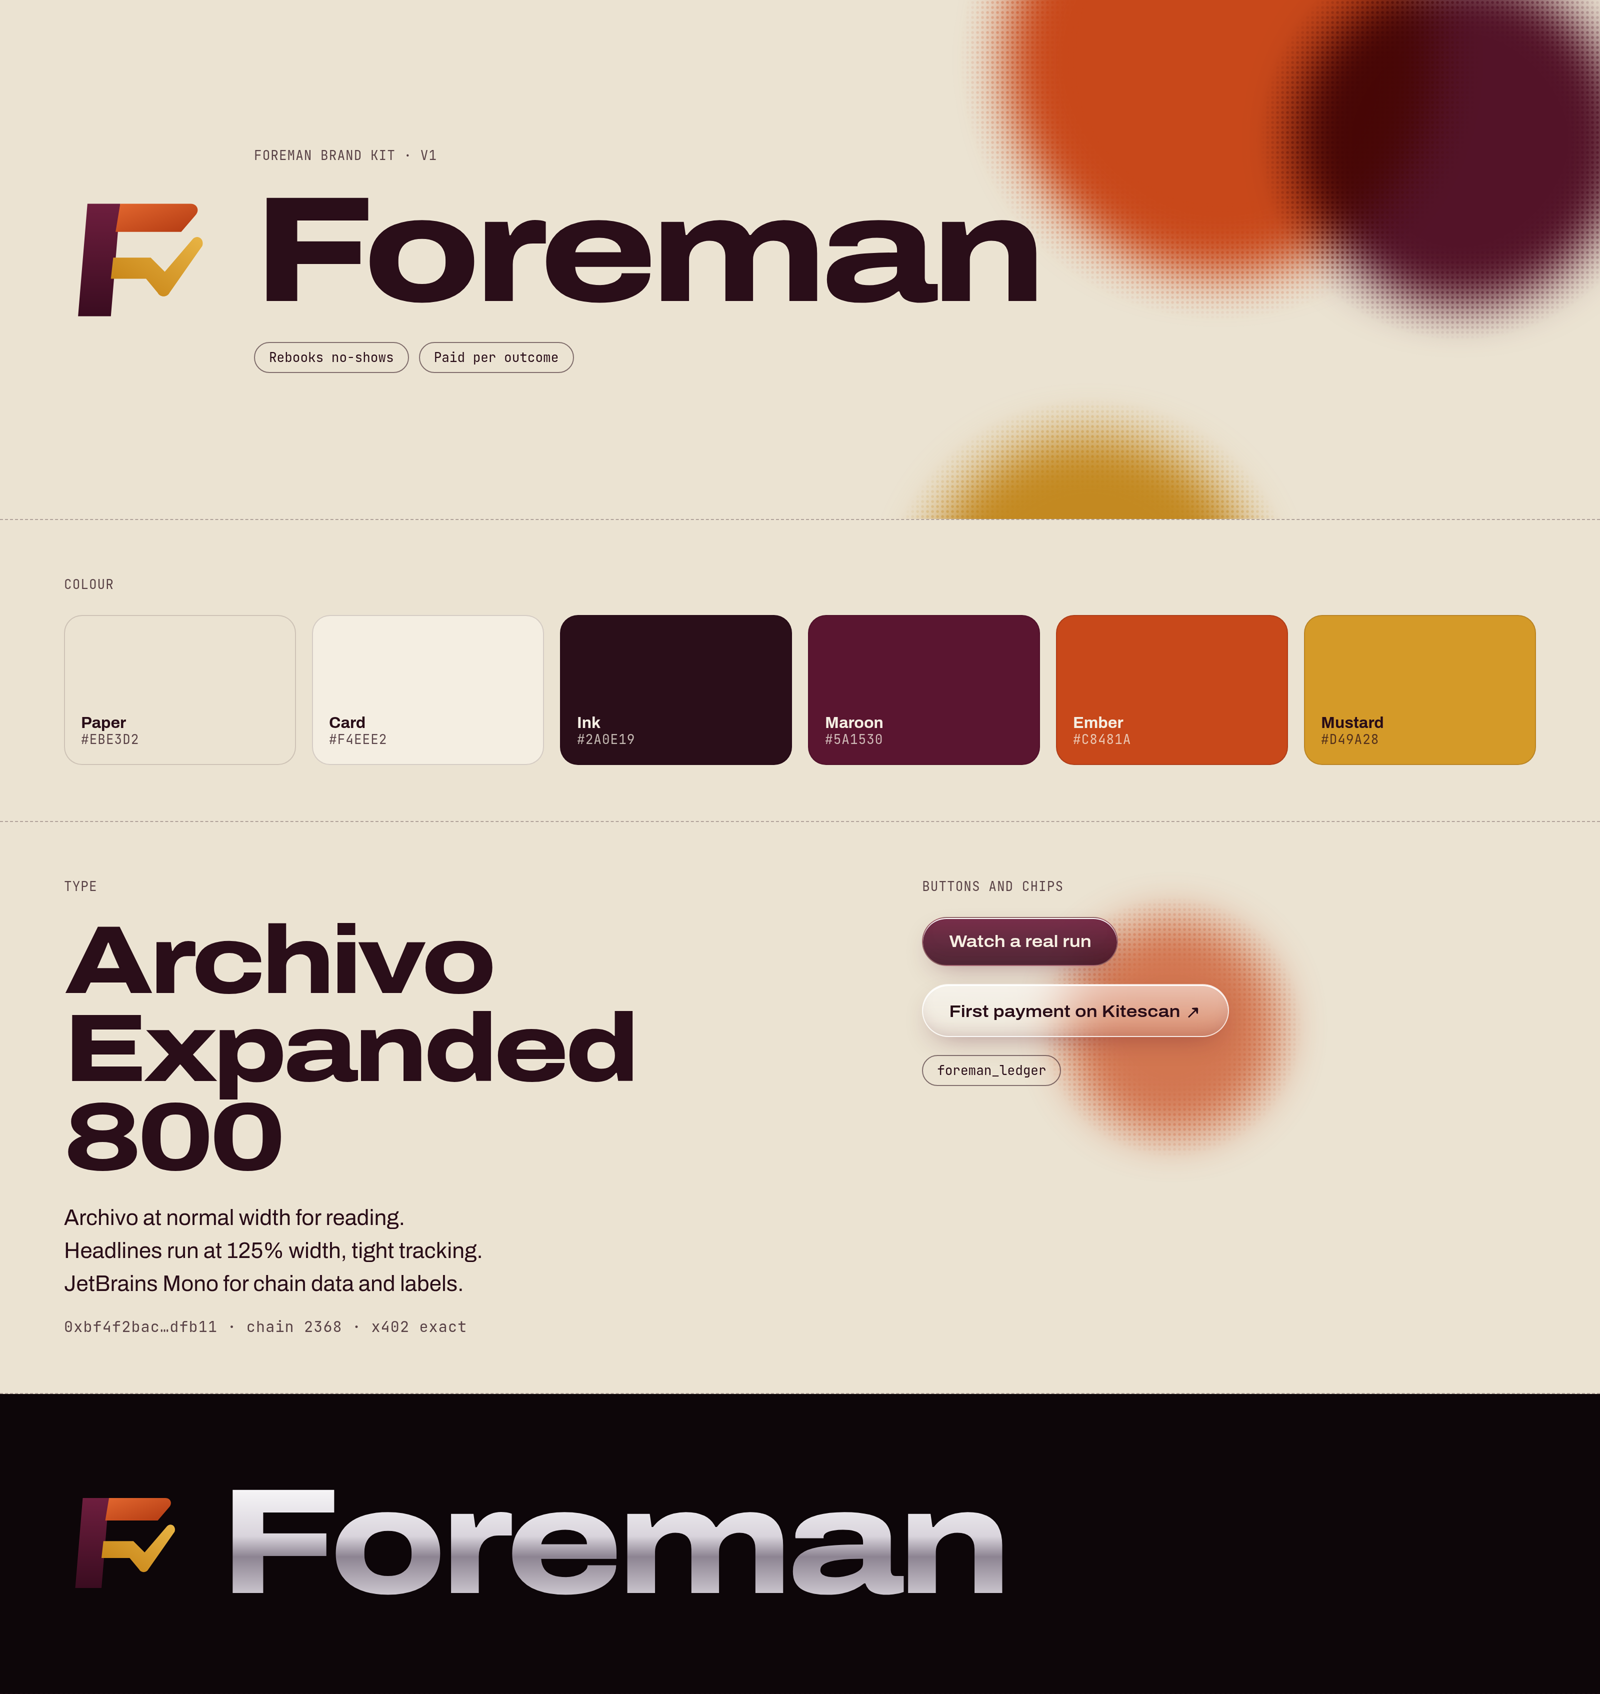 FOREMAN BRAND KIT · V1
Foreman
Rebooks no-shows
Paid per outcome
COLOUR
Paper
#EBE3D2
Card
#F4EEE2
Ink
#2A0E19
Maroon
#5A1530
Ember
#C8481A
Mustard
#D49A28
TYPE
Archivo
Expanded
800
Archivo at normal width for reading.
Headlines run at 125% width, tight tracking.
JetBrains Mono for chain data and labels.
0xbf4f2bac…dfb11 · chain 2368 · x402 exact
BUTTONS AND CHIPS
Watch a real run
First payment on Kitescan ↗
foreman_ledger
Foreman